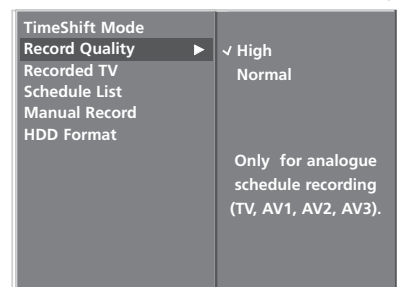 TimeShift Mode
Record Quality
Recorded TV
Schedule List
Manual Record
HDD Format
High
Normal
Only for analogue
schedule recording
(TV, AV1, AV2, AV3).